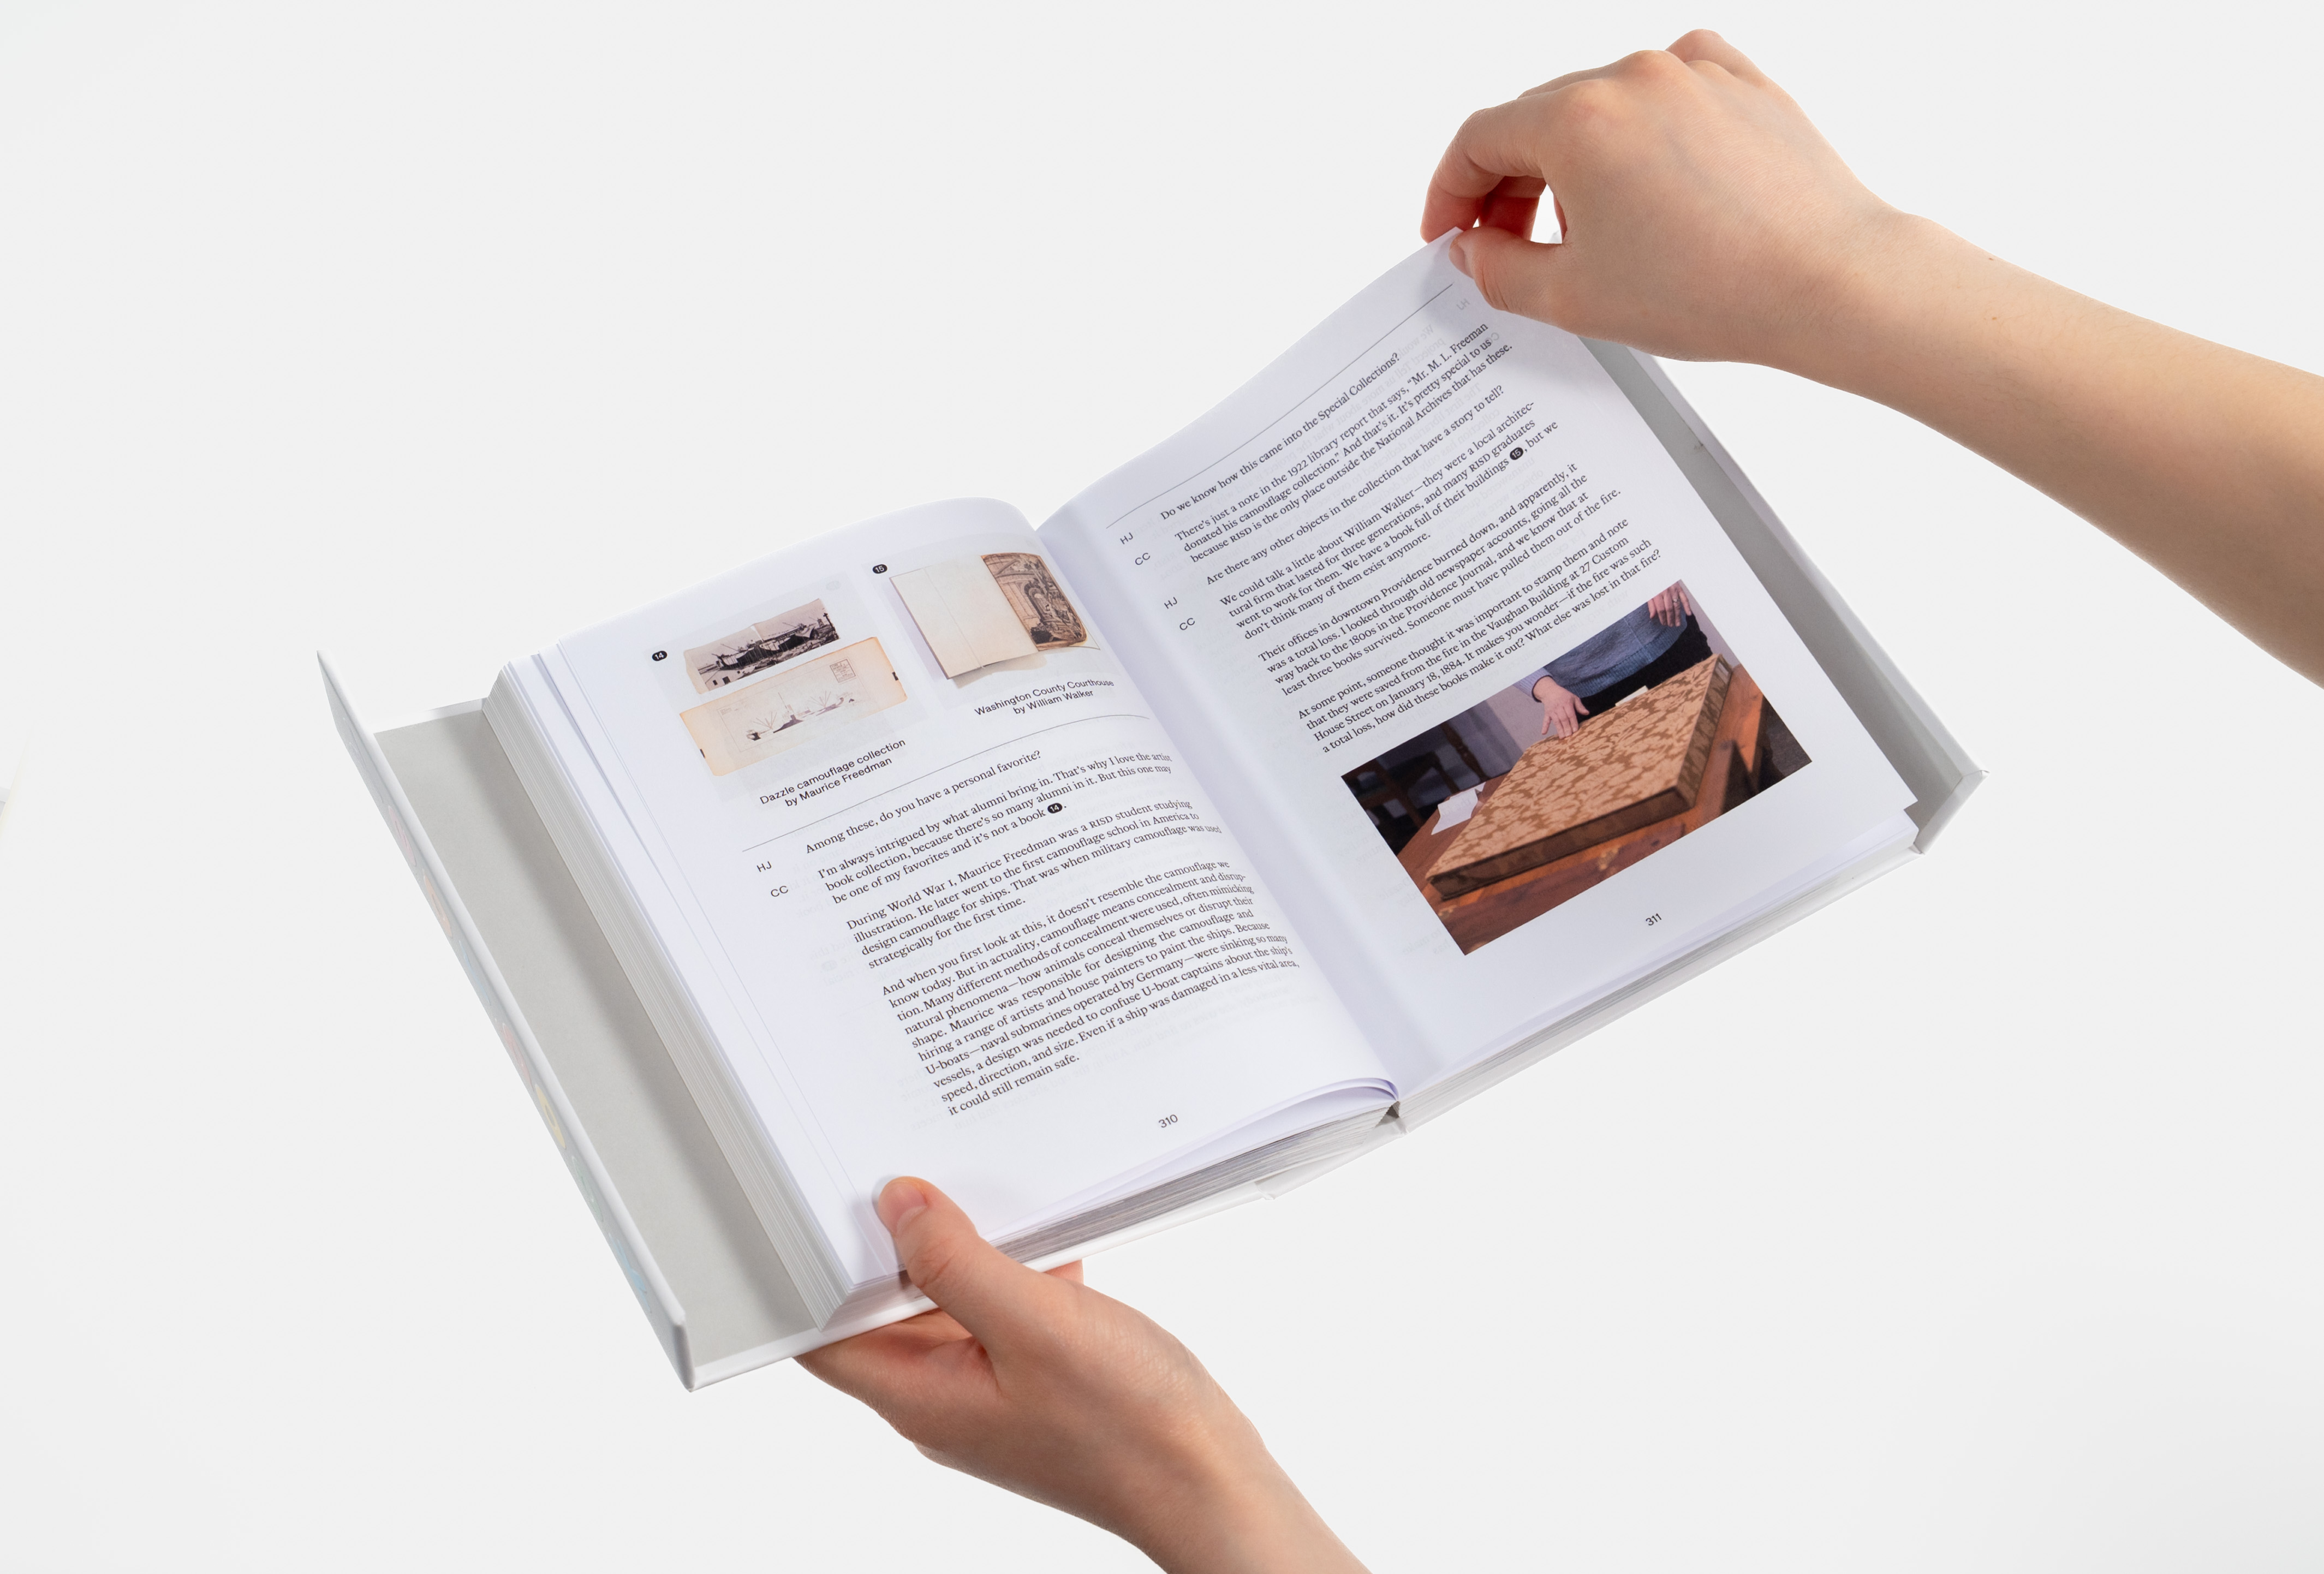 14
15
Dazzle camouflage collection
by Maurice Freedman
Washington County Courthouse
by William Walker
HJ Among these, do you have a personal favorite?
CC I'm always intrigued by what alumni bring in. That's why I love the artist
book collection, because there's so many alumni in it. But this one may
be one of my favorites and it's not a book 14.
During World War I, Maurice Freedman was a RISD student studying
illustration. He later went to the first camouflage school in America to
design camouflage for ships. That was when military camouflage was used
strategically for the first time.
And when you first look at this, it doesn't resemble the camouflage we
know today. But in actuality, camouflage means concealment and disrup-
tion. Many different methods of concealment were used, often mimicking
natural phenomena—how animals conceal themselves or disrupt their
shape. Maurice was responsible for designing the camouflage and
hiring a range of artists and house painters to paint the ships. Because
U-boats—naval submarines operated by Germany—were sinking so many
vessels, a design was needed to confuse U-boat captains about the ship's
speed, direction, and size. Even if a ship was damaged in a less vital area,
it could still remain safe.
310
HJ Do we know how this came into the Special Collections?
CC There's just a note in the 1922 library report that says, "Mr. M. L. Freeman
donated his camouflage collection." And that's it. It's pretty special to us
because RISD is the only place outside the National Archives that has these.
HJ Are there any other objects in the collection that have a story to tell?
CC We could talk a little about William Walker—they were a local architec-
tural firm that lasted for three generations, and many RISD graduates
went to work for them. We have a book full of their buildings 15, but we
don't think many of them exist anymore.
Their offices in downtown Providence burned down, and apparently, it
was a total loss. I looked through old newspaper accounts, going all the
way back to the 1800s in the Providence Journal, and we know that at
least three books survived. Someone must have pulled them out of the fire.
At some point, someone thought it was important to stamp them and note
that they were saved from the fire in the Vaughan Building at 27 Custom
House Street on January 18, 1884. It makes you wonder—if the fire was such
a total loss, how did these books make it out? What else was lost in that fire?
311